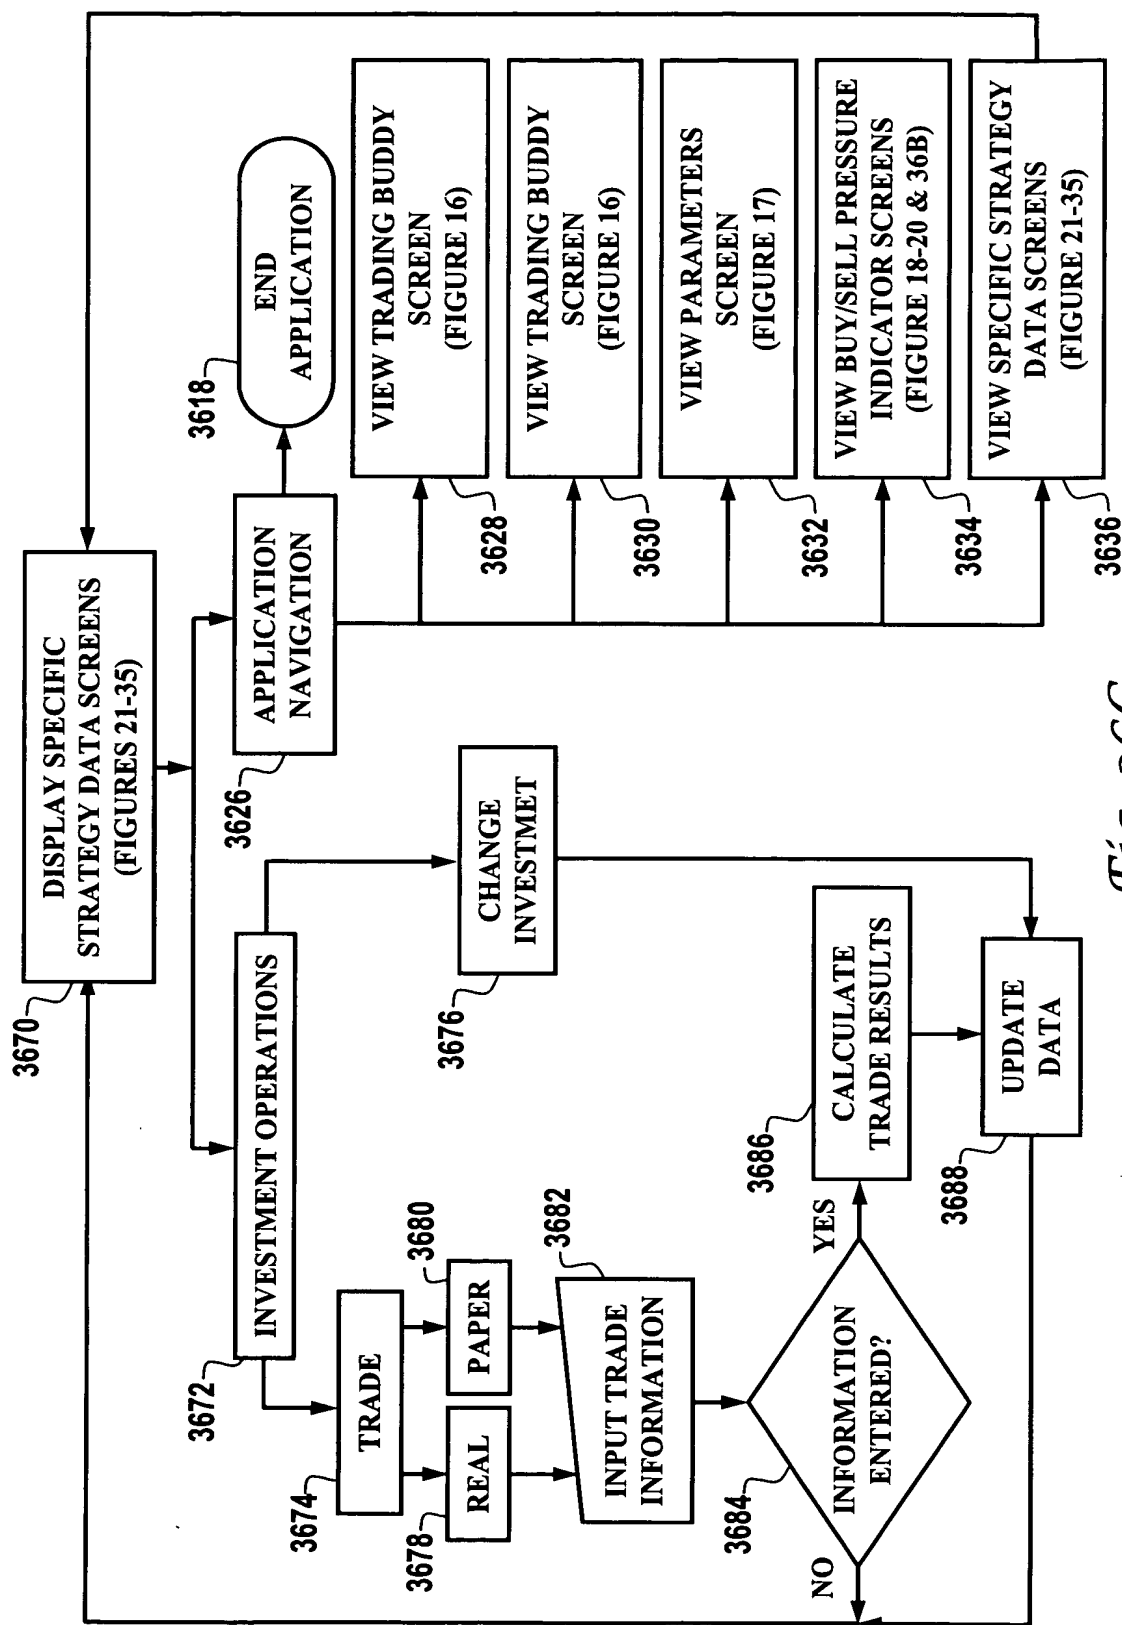 DISPLAY SPECIFIC
STRATEGY DATA SCREENS
(FIGURES 21-35)
3670
INVESTMENT OPERATIONS
3672
APPLICATION
NAVIGATION
3626
END
APPLICATION
3618
TRADE
3674
REAL
3678
PAPER
3680
INPUT TRADE
INFORMATION
3682
INFORMATION
ENTERED?
3684
NO
YES
CALCULATE
TRADE RESULTS
3686
CHANGE
INVESTMET
3676
UPDATE
DATA
3688
VIEW TRADING BUDDY
SCREEN
(FIGURE 16)
3628
VIEW TRADING BUDDY
SCREEN
(FIGURE 16)
3630
VIEW PARAMETERS
SCREEN
(FIGURE 17)
3632
VIEW BUY/SELL PRESSURE
INDICATOR SCREENS
(FIGURE 18-20 & 36B)
3634
VIEW SPECIFIC STRATEGY
DATA SCREENS
(FIGURE 21-35)
3636